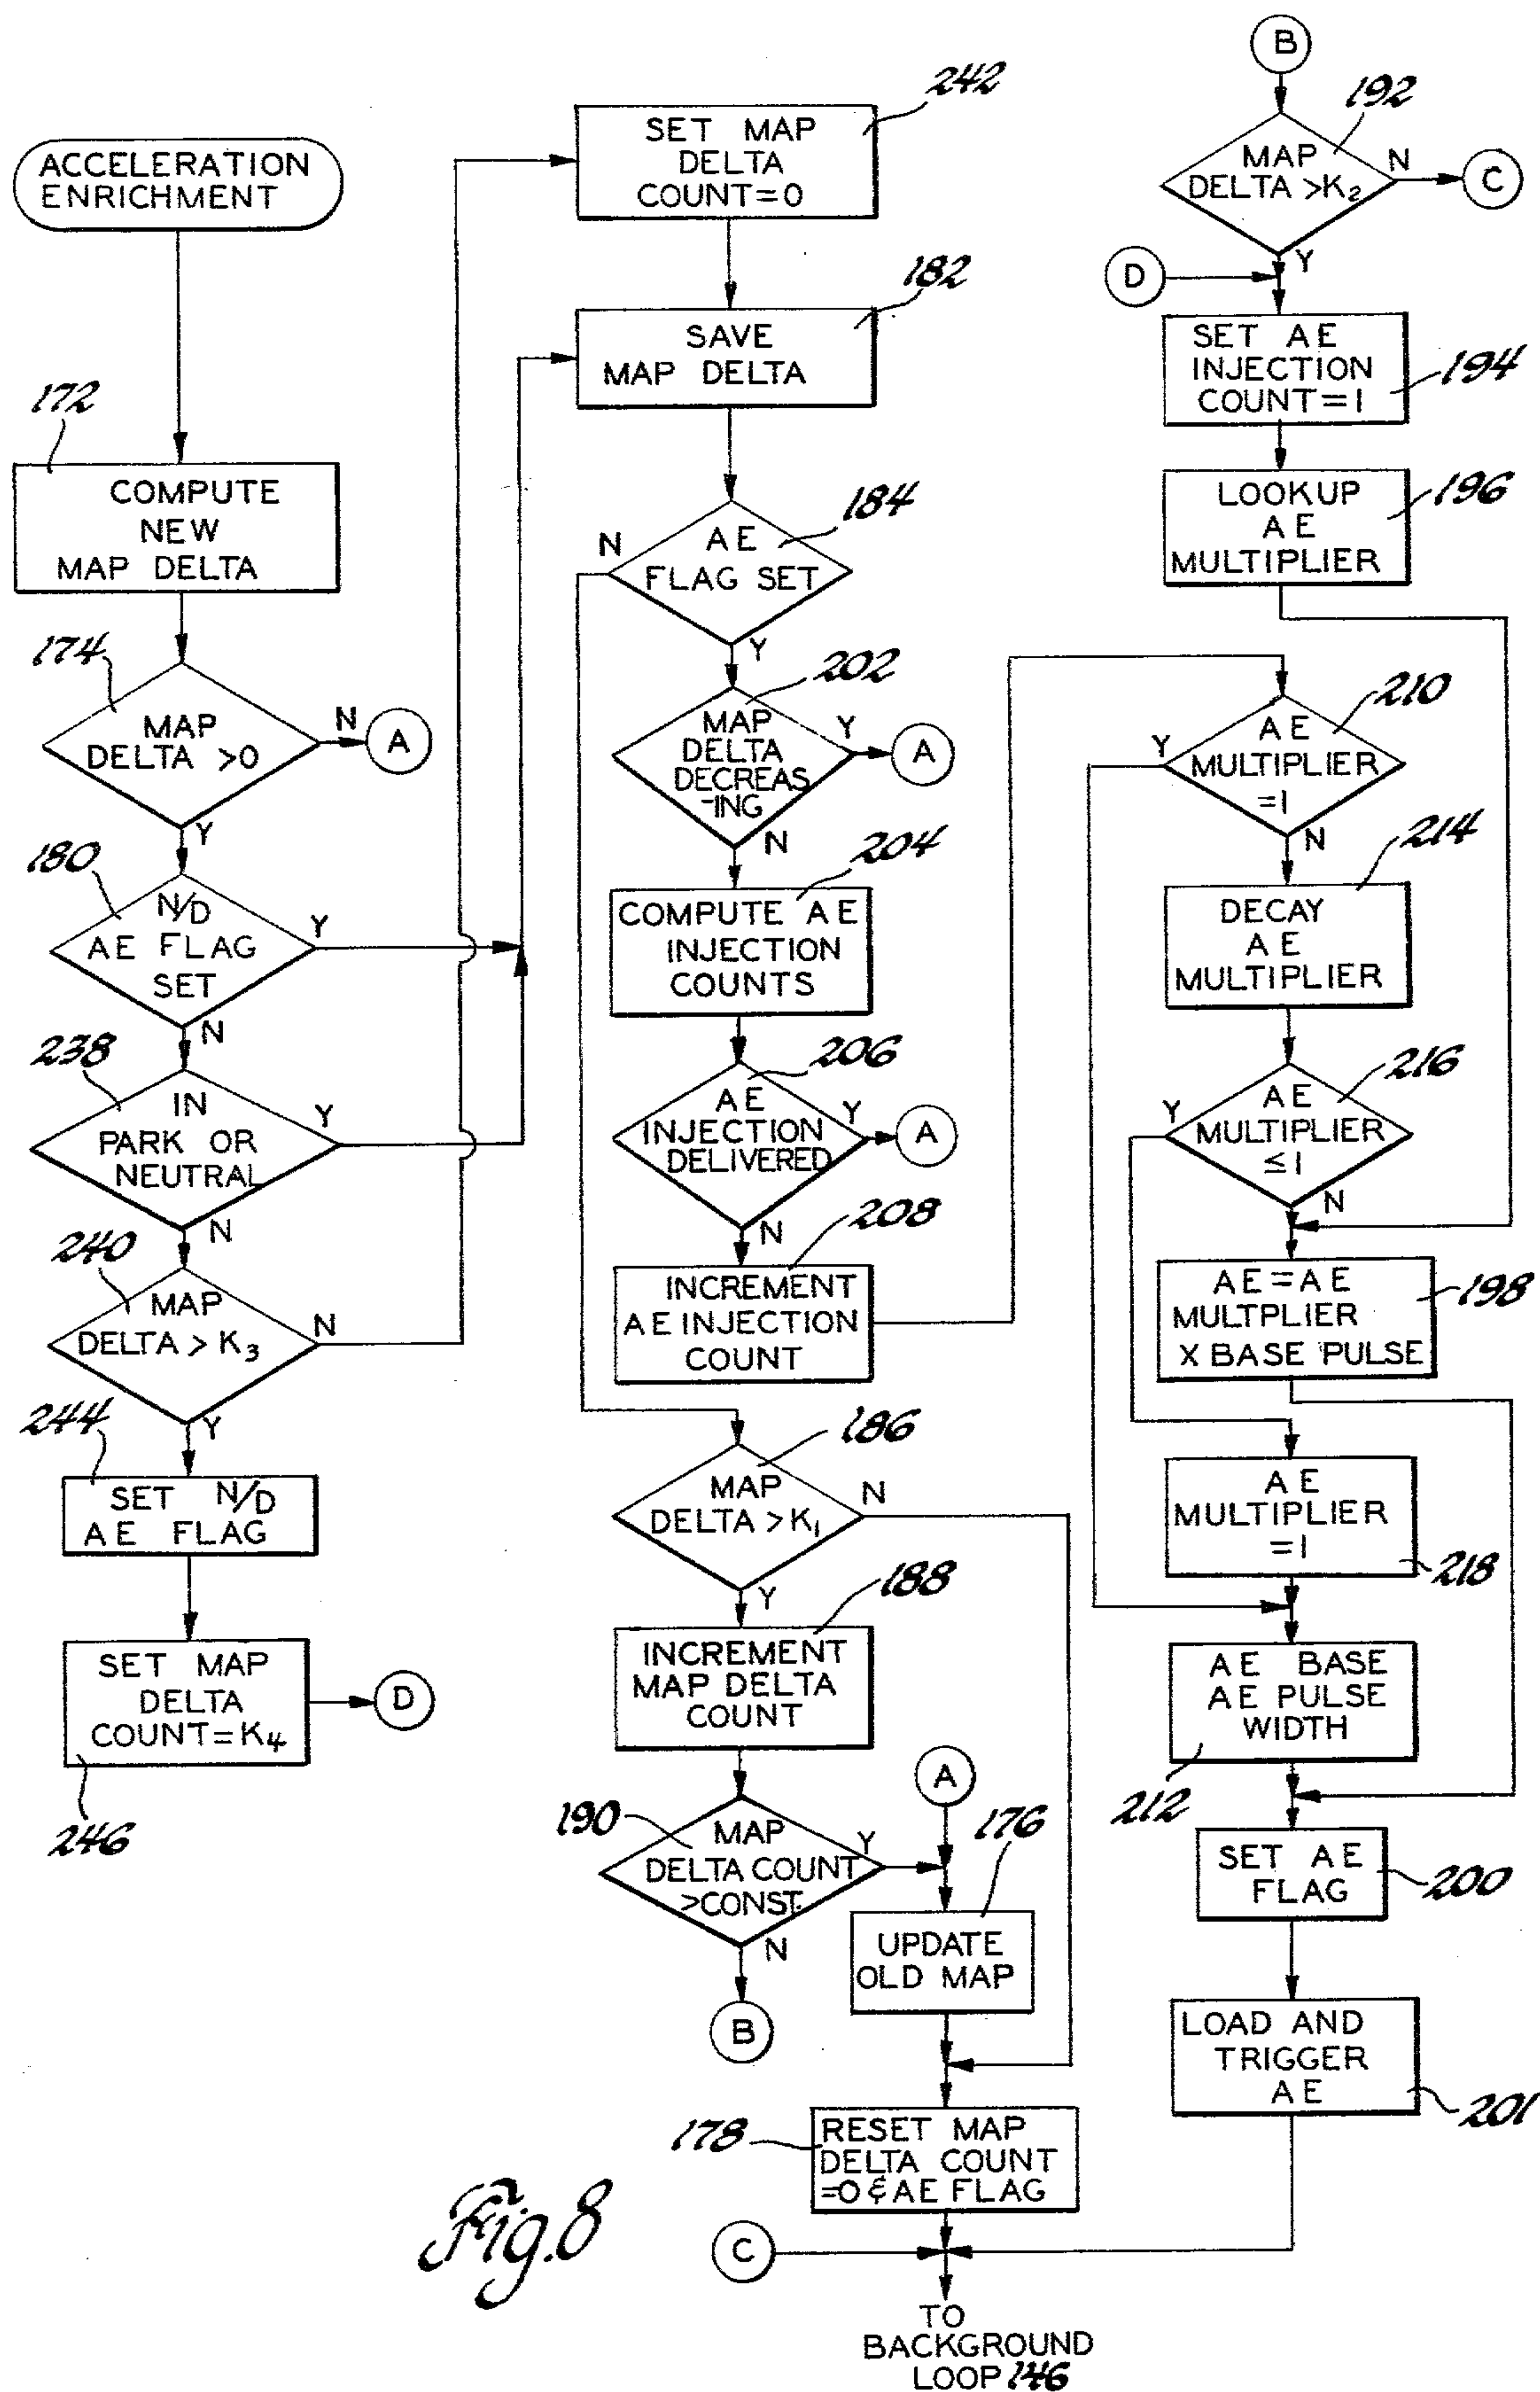 ACCELERATION
ENRICHMENT
172
COMPUTE
NEW
MAP DELTA
174
MAP
DELTA >0
N
A
Y
180
N/D
AE FLAG
SET
Y
N
238
IN
PARK OR
NEUTRAL
Y
N
240
MAP
DELTA > K3
N
Y
244
SET N/D
AE FLAG
SET MAP
DELTA
COUNT = K4
D
246
242
SET MAP
DELTA
COUNT = 0
182
SAVE
MAP DELTA
184
N
AE
FLAG SET
Y
202
MAP
DELTA
DECREAS
-ING
Y
A
N
204
COMPUTE AE
INJECTION
COUNTS
206
AE
INJECTION
DELIVERED
Y
A
N
208
INCREMENT
AE INJECTION
COUNT
186
MAP
DELTA > K1
N
Y
188
INCREMENT
MAP DELTA
COUNT
190
MAP
DELTA COUNT
>CONST.
Y
N
B
A
176
UPDATE
OLD MAP
178
RESET MAP
DELTA COUNT
=0 & AE FLAG
C
TO
BACKGROUND
LOOP 146
B
192
MAP
DELTA >K2
N
C
Y
D
SET AE
INJECTION
COUNT = 1
194
LOOKUP
AE
MULTIPLIER
196
210
Y
AE
MULTIPLIER
=1
N
214
DECAY
AE
MULTIPLIER
216
Y
AE
MULTIPLIER
≤ 1
N
AE = AE
MULTPLIER
X BASE PULSE
198
AE
MULTIPLIER
=1
218
AE BASE
AE PULSE
WIDTH
212
SET AE
FLAG
200
LOAD AND
TRIGGER
AE
201
Fig. 8